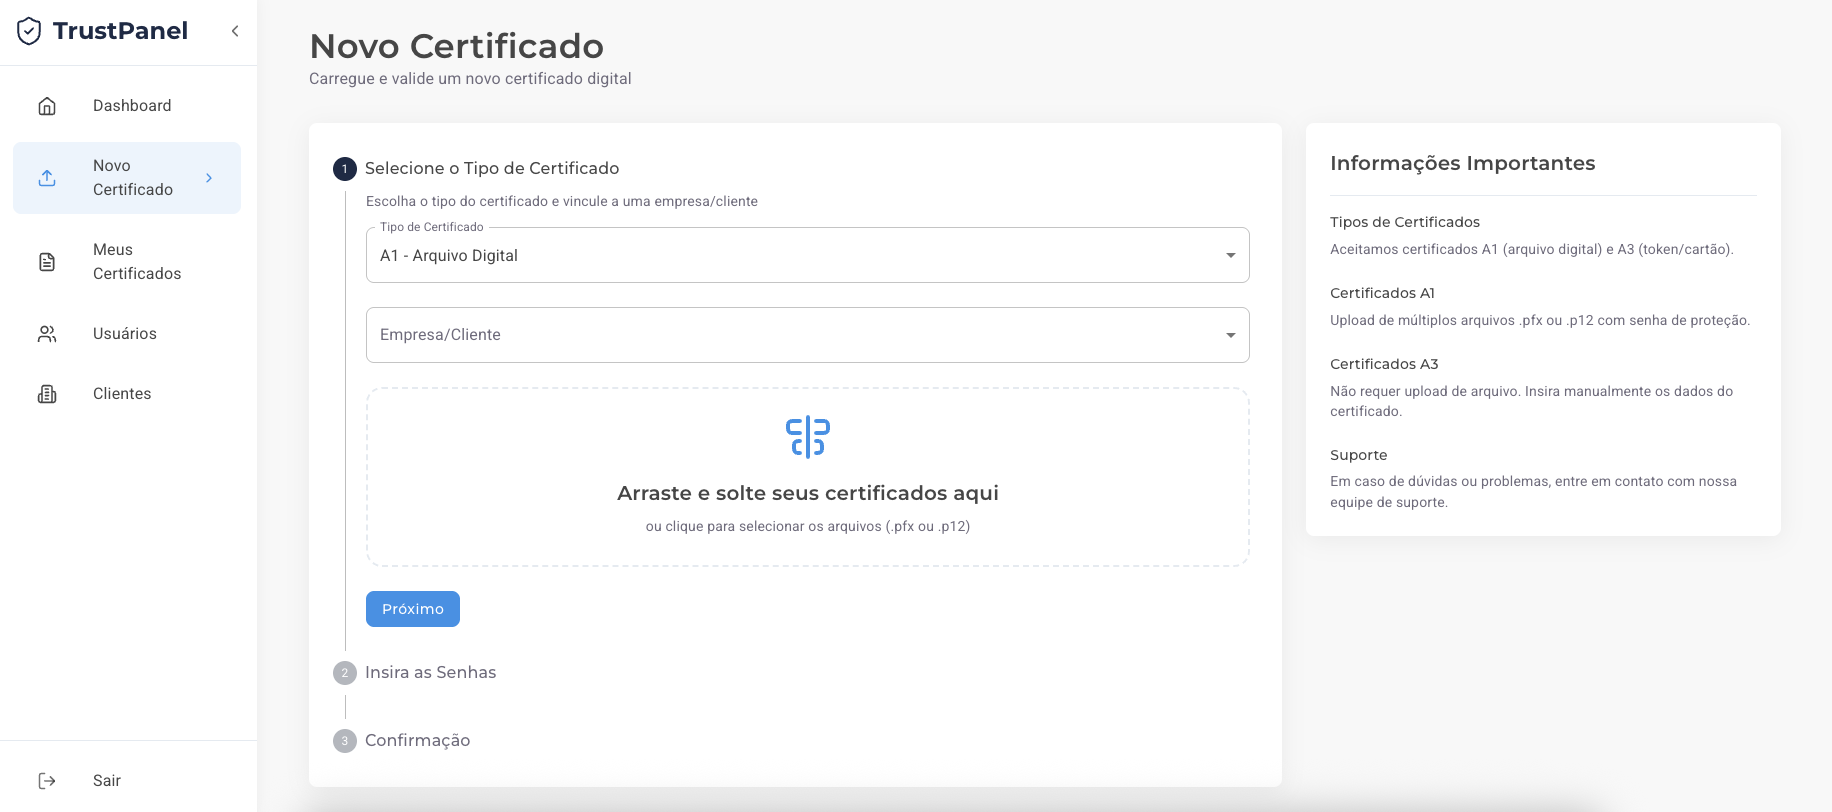 TrustPanel
Dashboard
Novo
Certificado
Meus
Certificados
Usuários
Clientes
Sair
Novo Certificado
Carregue e valide um novo certificado digital
1
Selecione o Tipo de Certificado
Escolha o tipo do certificado e vincule a uma empresa/cliente
Tipo de Certificado
A1 - Arquivo Digital
Empresa/Cliente
Arraste e solte seus certificados aqui
ou clique para selecionar os arquivos (.pfx ou .p12)
Próximo
2
Insira as Senhas
3
Confirmação
Informações Importantes
Tipos de Certificados
Aceitamos certificados A1 (arquivo digital) e A3 (token/cartão).
Certificados A1
Upload de múltiplos arquivos .pfx ou .p12 com senha de proteção.
Certificados A3
Não requer upload de arquivo. Insira manualmente os dados do
certificado.
Suporte
Em caso de dúvidas ou problemas, entre em contato com nossa
equipe de suporte.